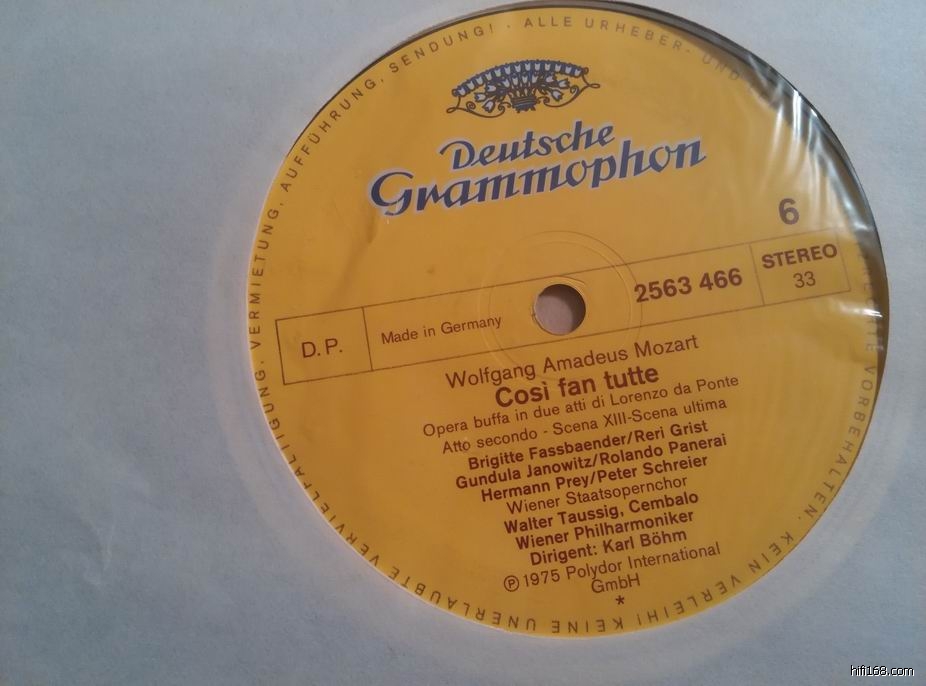 VERVIELFÄLTIGUNG, VERMIETUNG, AUFFÜHRUNG, SENDUNG! · ALLE URHEBER- UND
VORBEHALTEN. KEIN VERLEIH! KEINE UNERLAUBTE
Deutsche
Grammophon
6
2563 466
STEREO
33
D.P.
Made in Germany
Wolfgang Amadeus Mozart
Così fan tutte
Opera buffa in due atti di Lorenzo da Ponte
Atto secondo - Scena XIII-Scena ultima
Brigitte Fassbaender/Reri Grist
Gundula Janowitz/Rolando Panerai
Hermann Prey/Peter Schreier
Wiener Staatsopernchor
Walter Taussig, Cembalo
Wiener Philharmoniker
Dirigent: Karl Böhm
℗ 1975 Polydor International
GmbH
*
hifi168.com